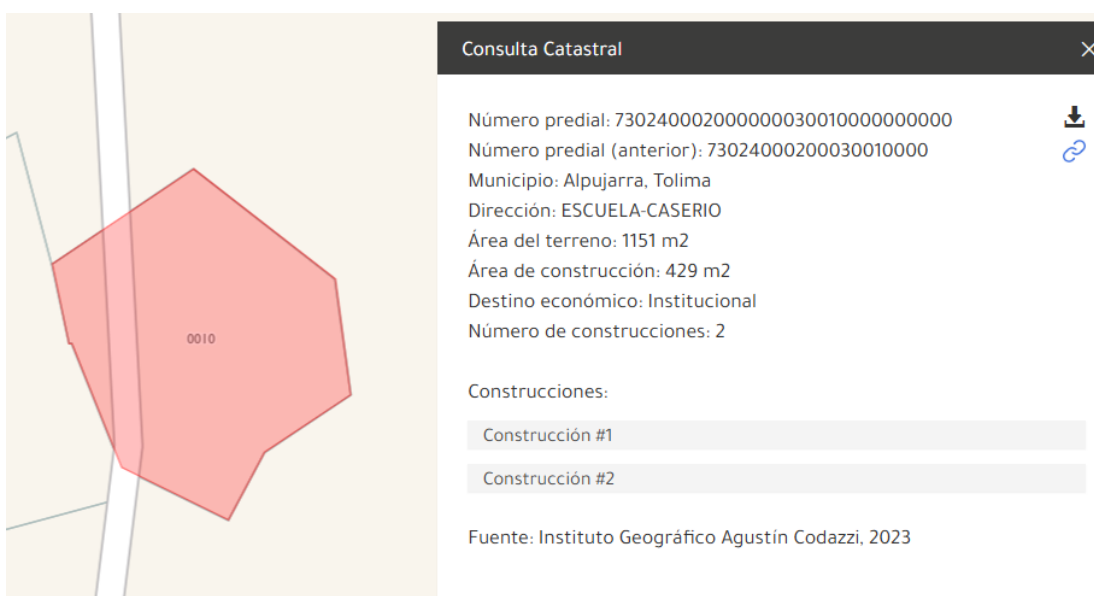 Consulta Catastral
Número predial: 730240002000000030010000000000
Número predial (anterior): 73024000200030010000
Municipio: Alpujarra, Tolima
Dirección: ESCUELA-CASERIO
Área del terreno: 1151 m2
Área de construcción: 429 m2
Destino económico: Institucional
Número de construcciones: 2
Construcciones:
Construcción #1
Construcción #2
Fuente: Instituto Geográfico Agustín Codazzi, 2023
0010